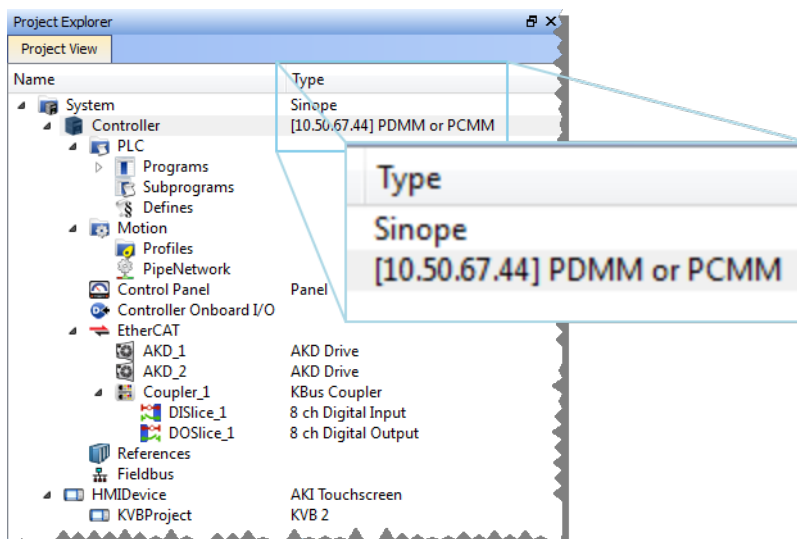 Project Explorer
Project View
Name Type
System Sinope
Controller [10.50.67.44] PDMM or PCMM
PLC
Programs
Subprograms
Defines
Motion
Profiles
PipeNetwork
Control Panel Panel
Controller Onboard I/O
EtherCAT
AKD_1 AKD Drive
AKD_2 AKD Drive
Coupler_1 KBus Coupler
DISlice_1 8 ch Digital Input
DOSlice_1 8 ch Digital Output
References
Fieldbus
HMIDevice AKI Touchscreen
KVBProject KVB 2
Type
Sinope
[10.50.67.44] PDMM or PCMM